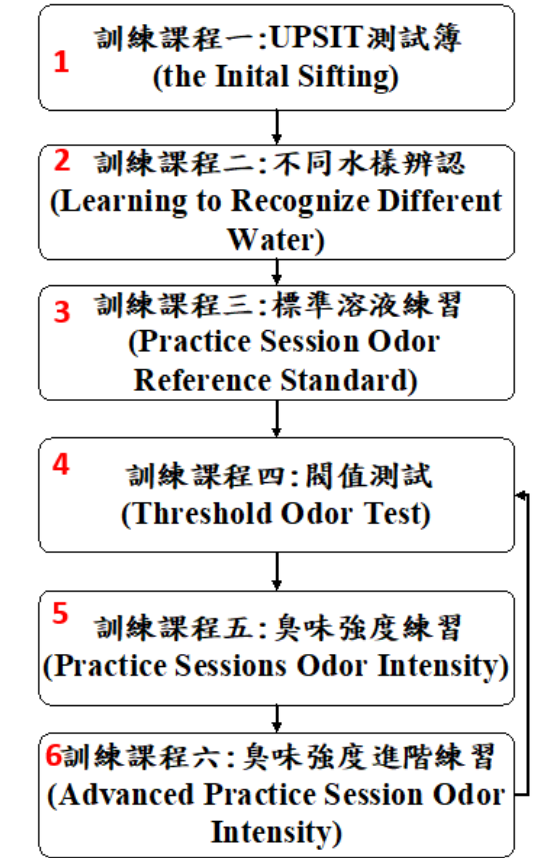 1
訓練課程一:UPSIT測試簿
(the Inital Sifting)
2
訓練課程二:不同水樣辨認
(Learning to Recognize Different
Water)
3
訓練課程三:標準溶液練習
(Practice Session Odor
Reference Standard)
4
訓練課程四:閥值測試
(Threshold Odor Test)
5
訓練課程五:臭味強度練習
(Practice Sessions Odor Intensity)
6訓練課程六:臭味強度進階練習
(Advanced Practice Session Odor
Intensity)